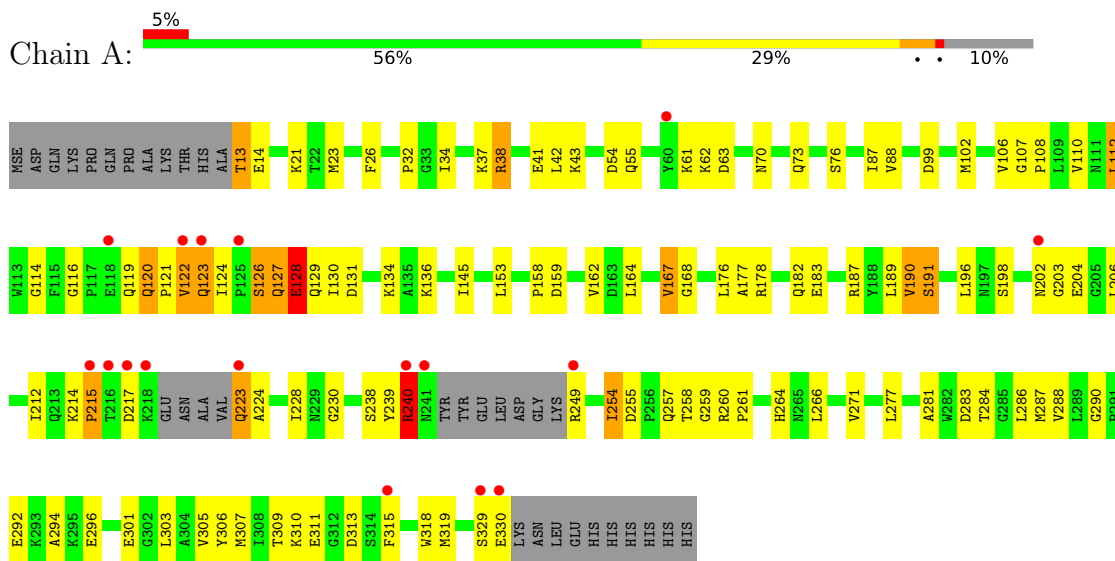 5%
Chain A:
56% 29% • • 10%
MSE ASP GLN LYS PRO GLN PRO ALA LYS THR HIS ALA T13 E14 K21 T22 M23 F26 P32 G33 I34 K37 R38 E41 L42 K43 D54 Q55 Y60 K61 K62 D63 N70 Q73 S76 I87 V88 D99 M102 V106 G107 P108 L109 V110 N111 L112
W113 G114 F115 G116 P117 E118 Q119 Q120 P121 V122 Q123 I124 P125 S126 Q127 E128 Q129 I130 D131 K134 A135 K136 I145 L153 P158 D159 V162 D163 L164 V167 G168 L176 A177 R178 Q182 E183 R187 Y188 L189 V190 S191 L196 N197 S198 N202 G203 E204 G205 L206
I212 Q213 K214 P215 T216 D217 K218 GLU ASN ALA VAL Q223 A224 I228 N229 G230 S238 Y239 R240 N241 TYR TYR GLU LEU ASP GLY LYS R249 I254 D255 P256 Q257 T258 G259 R260 P261 H264 N265 L266 V271 L277 A281 W282 D283 T284 G285 L286 M287 V288 L289 G290 P291
E292 K293 A294 K295 E296 E301 G302 L303 A304 V305 Y306 M307 I308 T309 K310 E311 G312 D313 S314 F315 W318 M319 S329 E330 LYS ASN LEU GLU HIS HIS HIS HIS HIS HIS